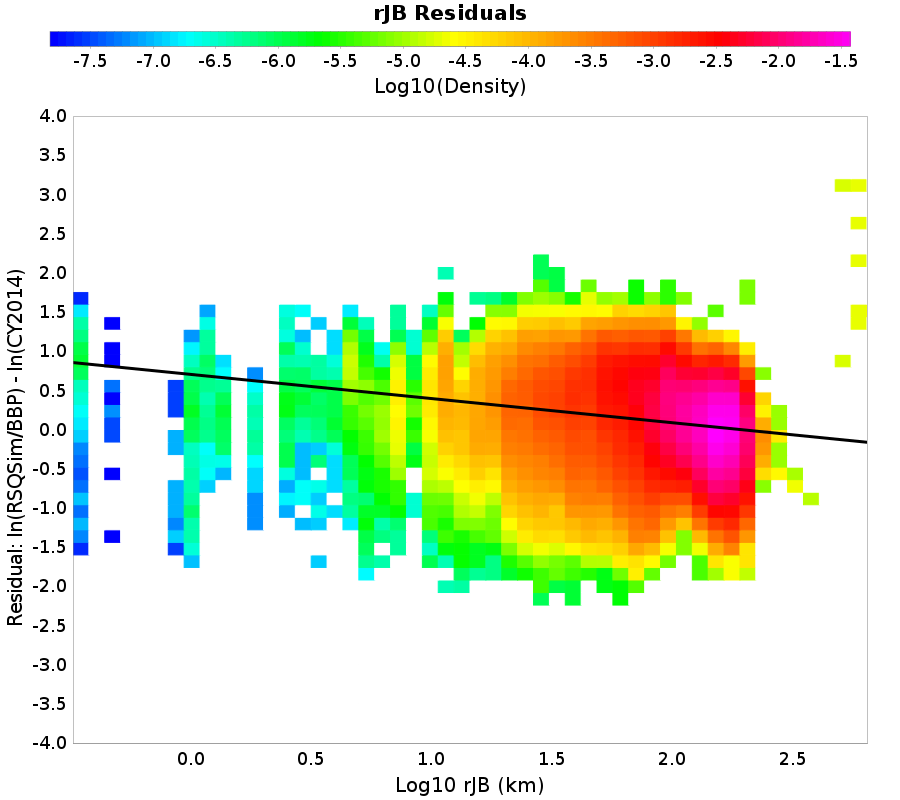 rJB Residuals
-7.5 -7.0 -6.5 -6.0 -5.5 -5.0 -4.5 -4.0 -3.5 -3.0 -2.5 -2.0 -1.5
Log10(Density)
4.0
3.5
3.0
2.5
2.0
1.5
1.0
0.5
0.0
-0.5
-1.0
-1.5
-2.0
-2.5
-3.0
-3.5
-4.0
Residual: ln(RSQSim/BBP) - ln(CY2014)
0.0 0.5 1.0 1.5 2.0 2.5
Log10 rJB (km)